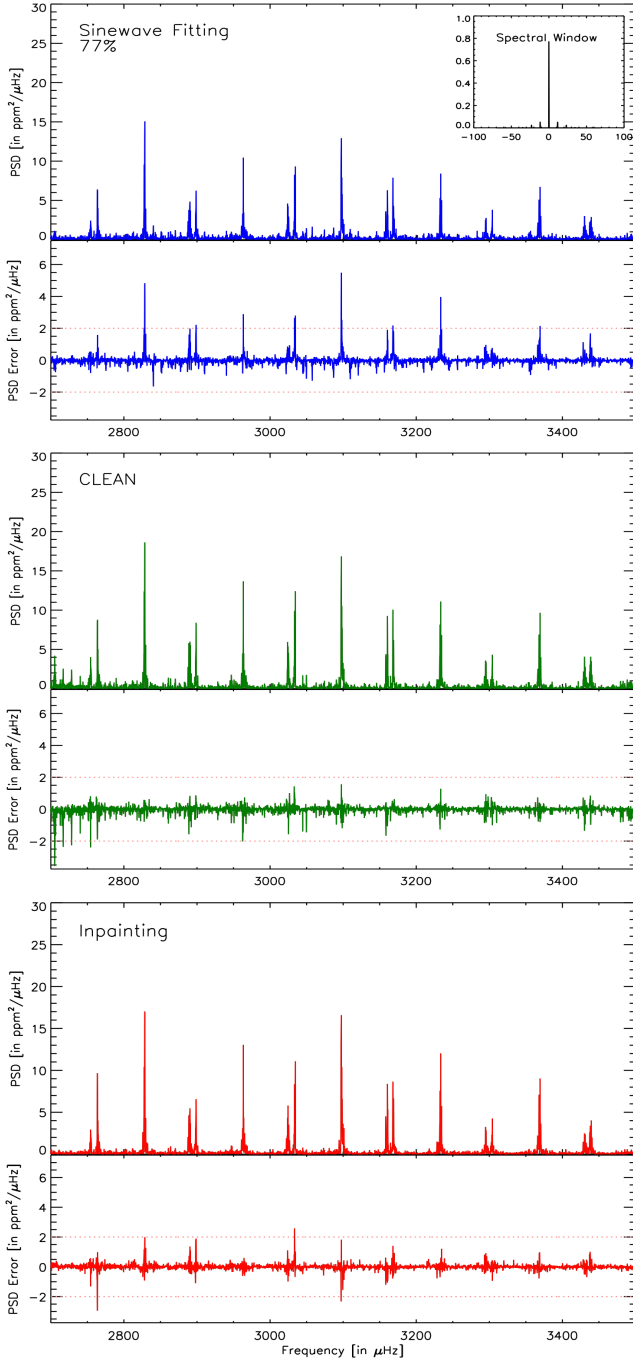 Sinewave Fitting
77%
Spectral Window
1.0
0.8
0.6
0.4
0.2
0.0
-100 -50 0 50 100
PSD [in ppm²/μHz]
30
25
20
15
10
5
0
PSD Error [in ppm²/μHz]
6
4
2
0
−2
2800 3000 3200 3400
CLEAN
PSD [in ppm²/μHz]
30
25
20
15
10
5
0
PSD Error [in ppm²/μHz]
6
4
2
0
−2
2800 3000 3200 3400
Inpainting
PSD [in ppm²/μHz]
30
25
20
15
10
5
0
PSD Error [in ppm²/μHz]
6
4
2
0
−2
2800 3000 3200 3400
Frequency [in μHz]